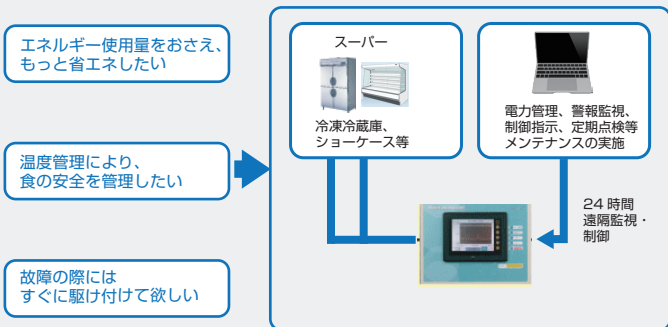 エネルギー使用量をおさえ、
もっと省エネしたい
温度管理により、
食の安全を管理したい
故障の際には
すぐに駆け付けて欲しい
スーパー
冷凍冷蔵庫、
ショーケース等
電力管理、警報監視、
制御指示、定期点検等
メンテナンスの実施
24 時間
遠隔監視・
制御